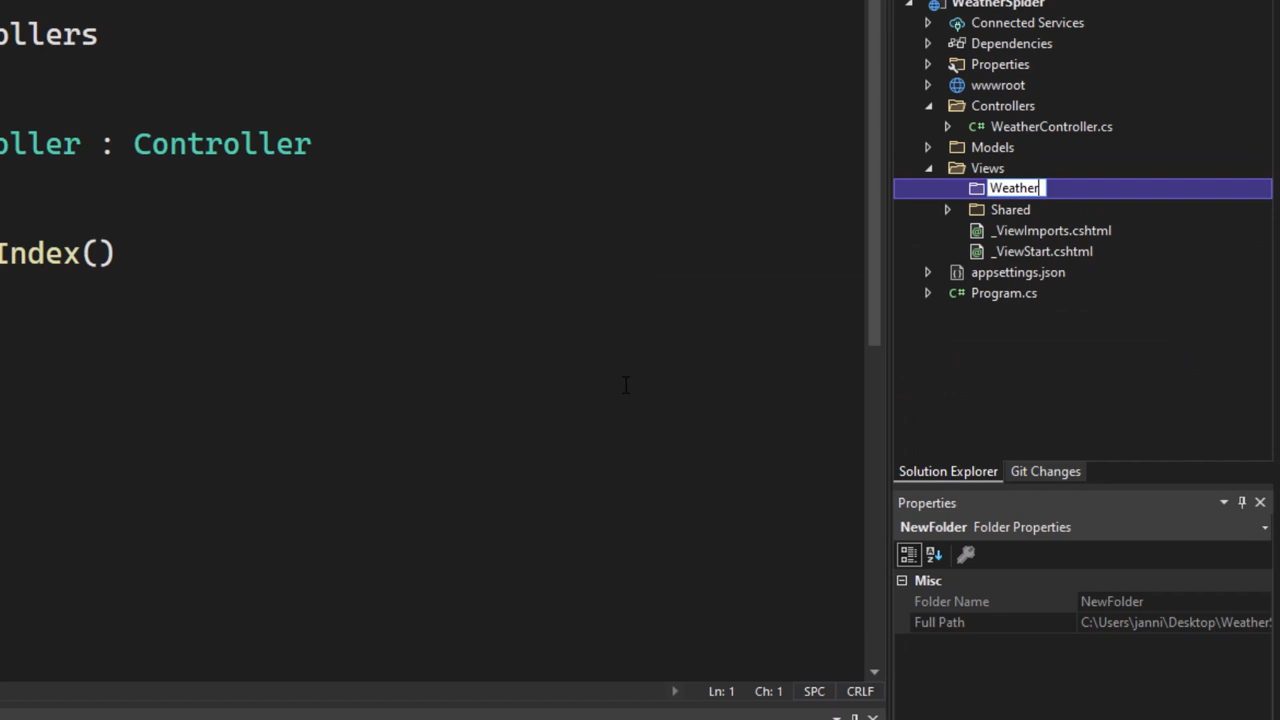 ollers
oller : Controller
Index()
WeatherSpider
Connected Services
Dependencies
Properties
wwwroot
Controllers
C# WeatherController.cs
Models
Views
Weather
Shared
_ViewImports.cshtml
_ViewStart.cshtml
appsettings.json
C# Program.cs
Solution Explorer Git Changes
Properties
NewFolder Folder Properties
Misc
Folder Name NewFolder
Full Path C:\Users\janni\Desktop\Weather
Ln: 1 Ch: 1 SPC CRLF